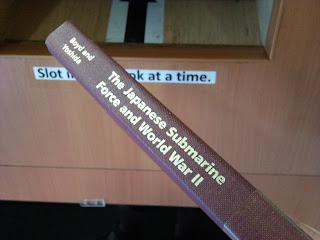 Boyd and
Yoshida
The Japanese Submarine
Force and World War II
Slot
ok at a time.